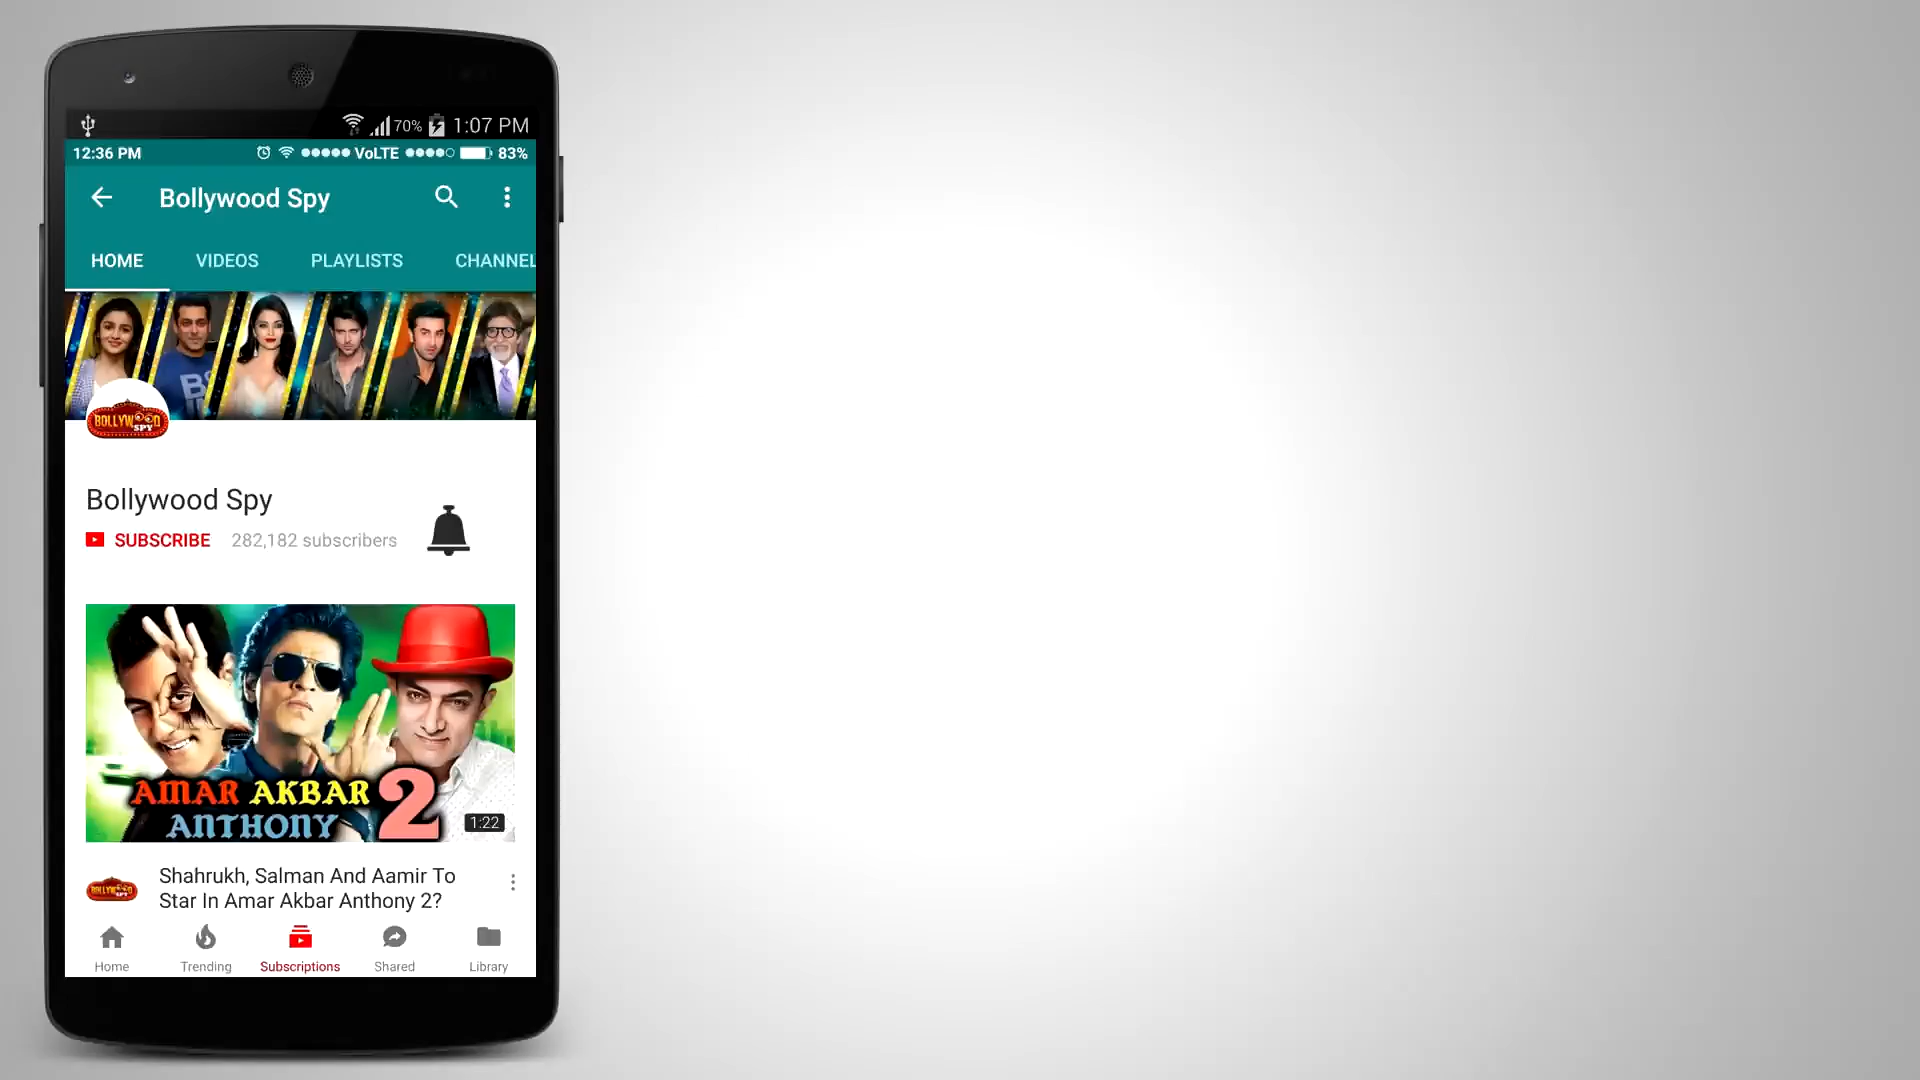 70% 1:07 PM
12:36 PM VoLTE 83%
Bollywood Spy
HOME VIDEOS PLAYLISTS CHANNEL
BOLLYWOOD
SPY
Bollywood Spy
SUBSCRIBE 282,182 subscribers
AMAR AKBAR
ANTHONY 2
1:22
BOLLYWOOD
SPY
Shahrukh, Salman And Aamir To
Star In Amar Akbar Anthony 2?
Home Trending Subscriptions Shared Library